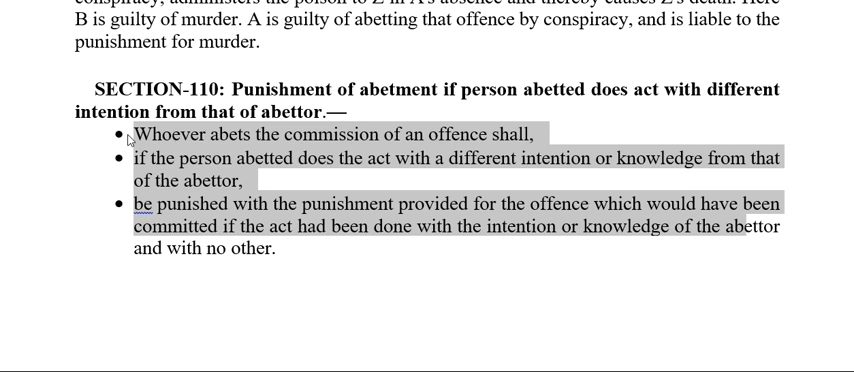 B is guilty of murder. A is guilty of abetting that offence by conspiracy, and is liable to the
punishment for murder.
SECTION-110: Punishment of abetment if person abetted does act with different
intention from that of abettor.—
• Whoever abets the commission of an offence shall,
• if the person abetted does the act with a different intention or knowledge from that
of the abettor,
• be punished with the punishment provided for the offence which would have been
committed if the act had been done with the intention or knowledge of the abettor
and with no other.